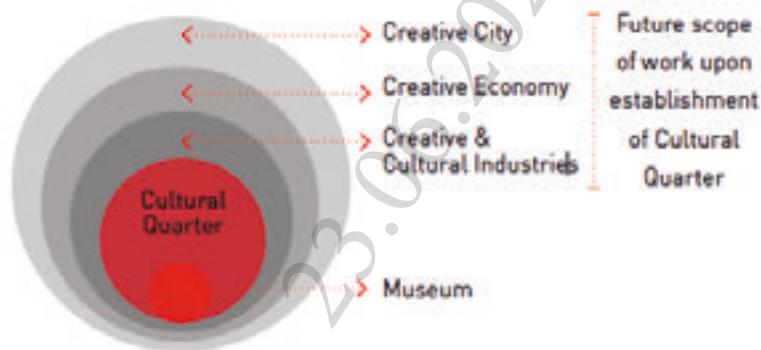 Creative City
Creative Economy
Creative &
Cultural Industries
Cultural
Quarter
Museum
Future scope
of work upon
establishment
of Cultural
Quarter